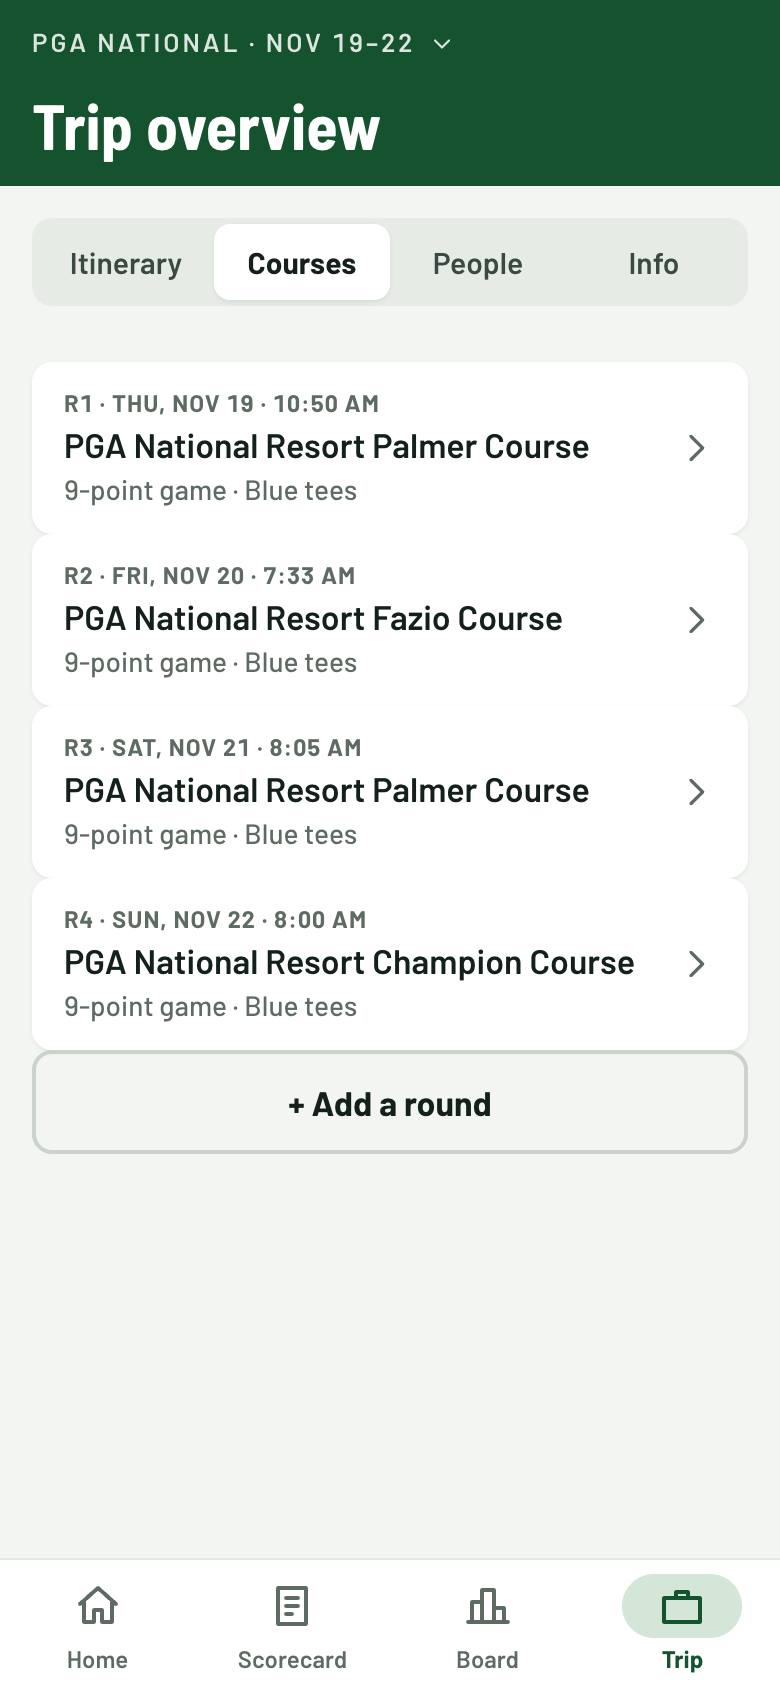 PGA NATIONAL · NOV 19–22
Trip overview
Itinerary
Courses
People
Info
R1 · THU, NOV 19 · 10:50 AM
PGA National Resort Palmer Course
9-point game · Blue tees
R2 · FRI, NOV 20 · 7:33 AM
PGA National Resort Fazio Course
9-point game · Blue tees
R3 · SAT, NOV 21 · 8:05 AM
PGA National Resort Palmer Course
9-point game · Blue tees
R4 · SUN, NOV 22 · 8:00 AM
PGA National Resort Champion Course
9-point game · Blue tees
+ Add a round
Home
Scorecard
Board
Trip